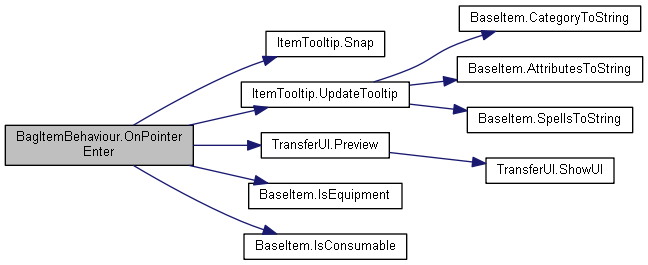 BaseItem.CategoryToString
ItemTooltip.Snap
BaseItem.AttributesToString
ItemTooltip.UpdateTooltip
BaseItem.SpellsToString
BagItemBehaviour.OnPointer
Enter
TransferUI.Preview
TransferUI.ShowUI
BaseItem.IsEquipment
BaseItem.IsConsumable